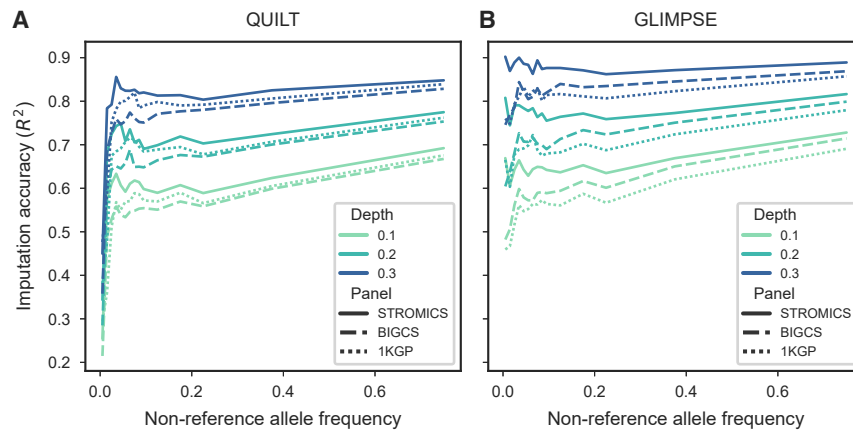 A
QUILT
Imputation accuracy (R²)
0.9
0.8
0.7
0.6
0.5
0.4
0.3
0.2
0.0
0.2
0.4
0.6
Non-reference allele frequency
Depth
0.1
0.2
0.3
Panel
STROMICS
BIGCS
1KGP
B
GLIMPSE
0.0
0.2
0.4
0.6
Non-reference allele frequency
Depth
0.1
0.2
0.3
Panel
STROMICS
BIGCS
1KGP